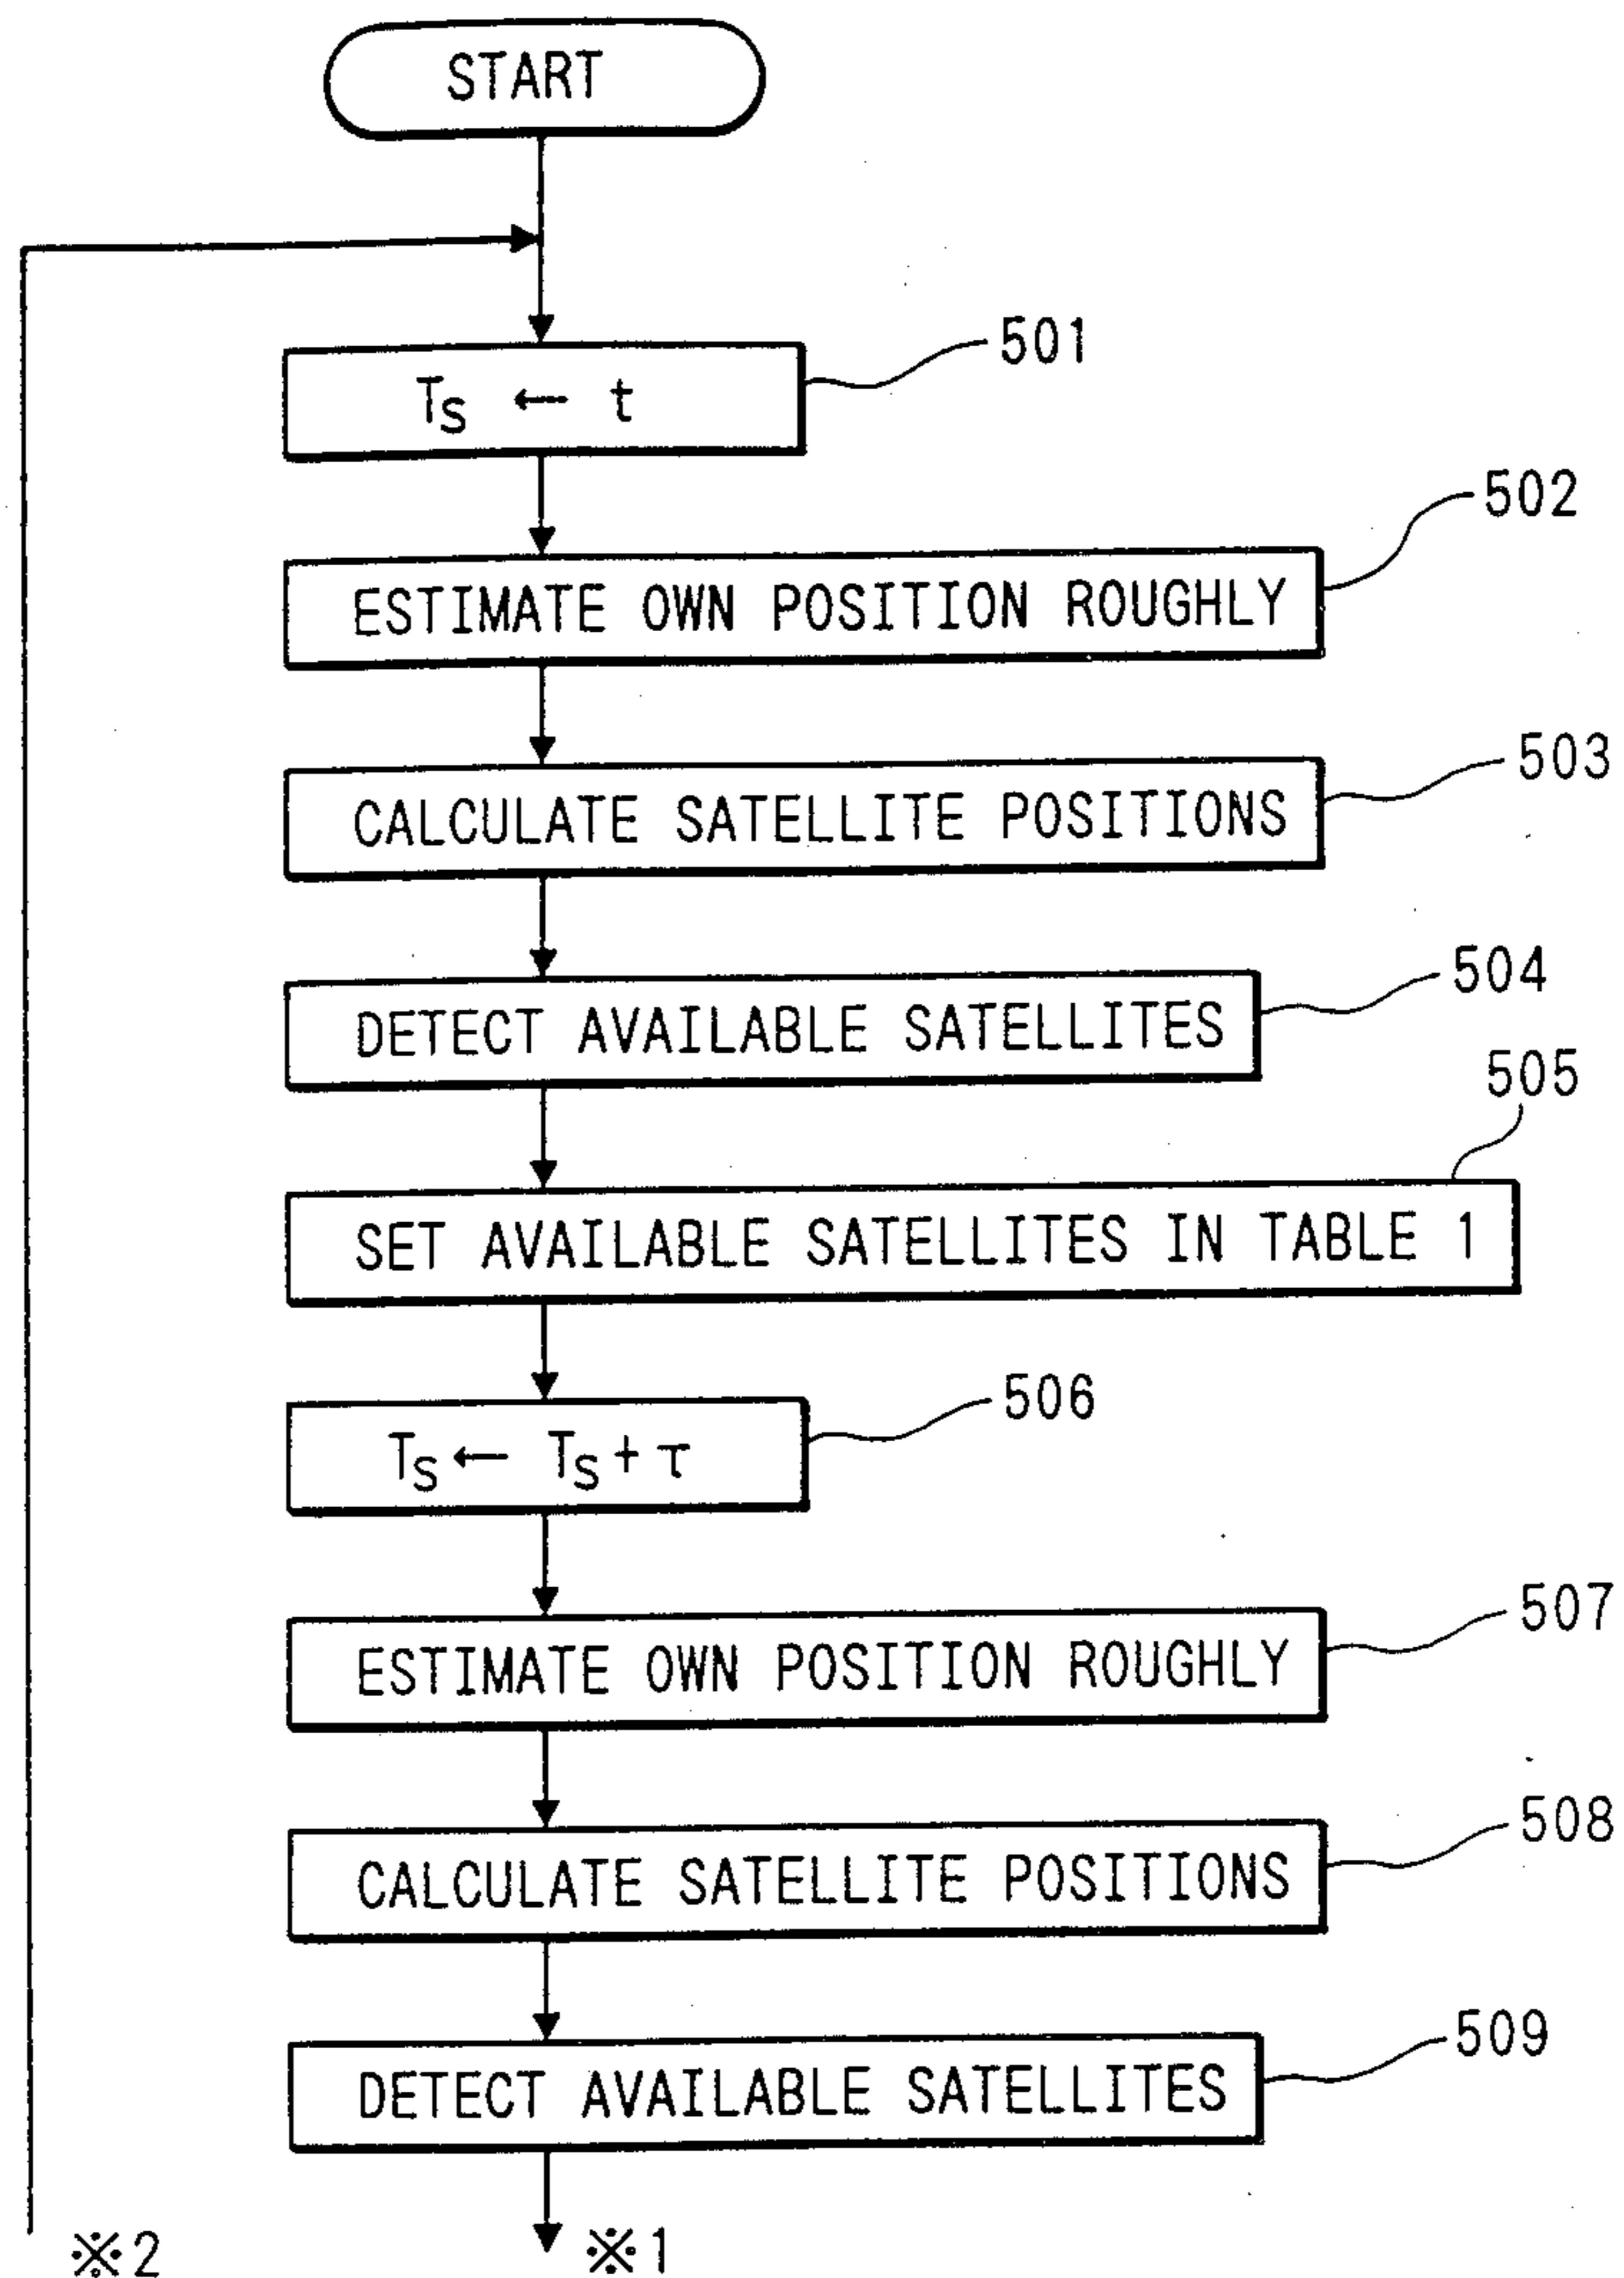 START
501
Ts ← t
502
ESTIMATE OWN POSITION ROUGHLY
503
CALCULATE SATELLITE POSITIONS
504
DETECT AVAILABLE SATELLITES
505
SET AVAILABLE SATELLITES IN TABLE 1
506
Ts ← Ts + τ
507
ESTIMATE OWN POSITION ROUGHLY
508
CALCULATE SATELLITE POSITIONS
509
DETECT AVAILABLE SATELLITES
※2 ※1